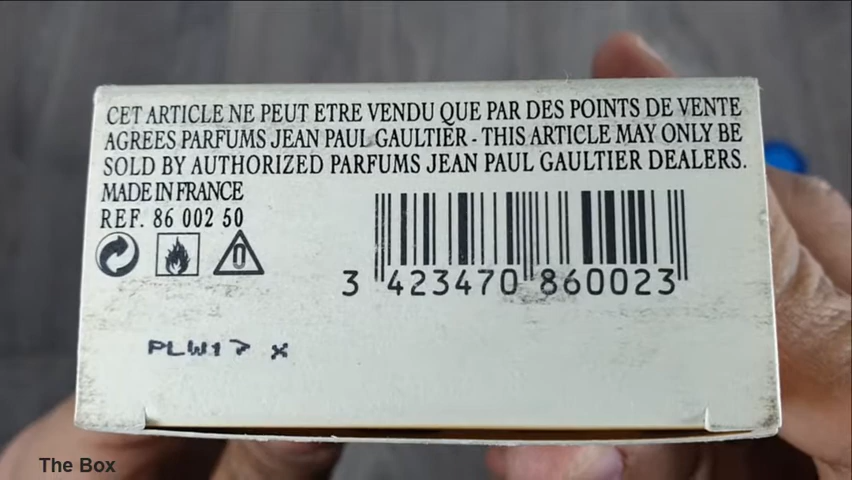 CET ARTICLE NE PEUT ETRE VENDU QUE PAR DES POINTS DE VENTE
AGREES PARFUMS JEAN PAUL GAULTIER - THIS ARTICLE MAY ONLY BE
SOLD BY AUTHORIZED PARFUMS JEAN PAUL GAULTIER DEALERS.
MADE IN FRANCE
REF. 86 002 50
3 423470 860023
PLW17 X
The Box